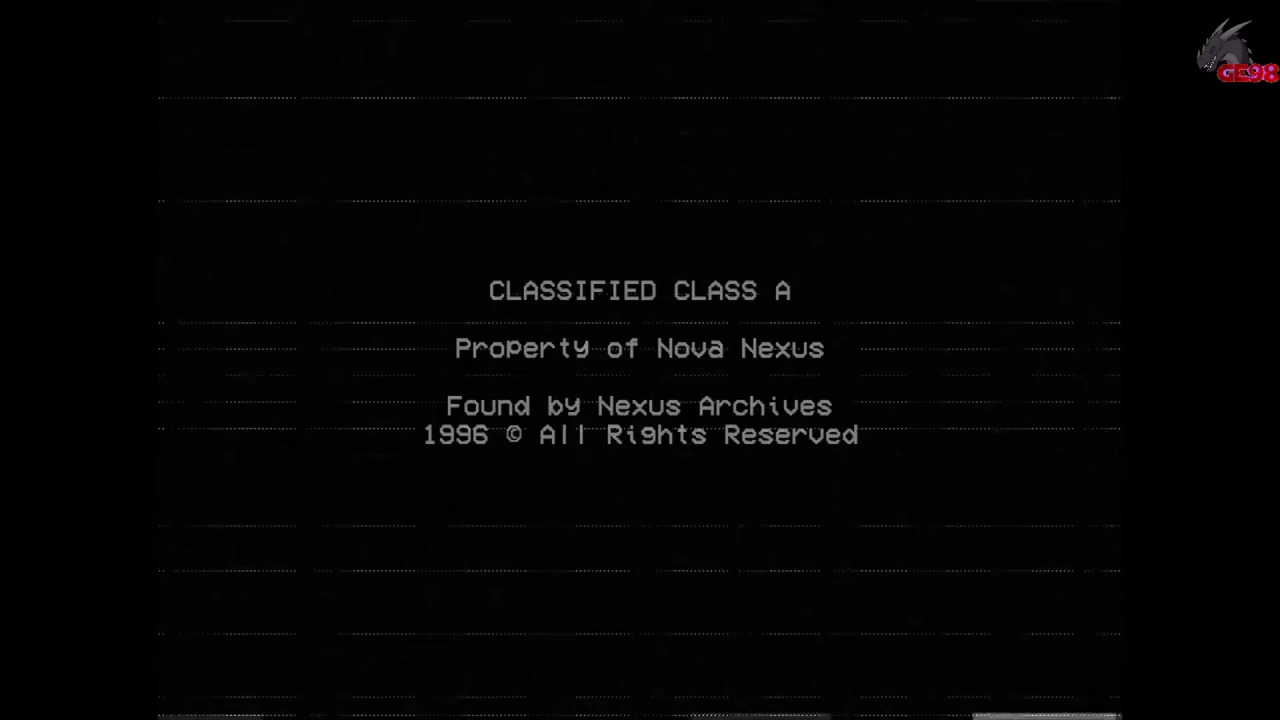 GE98
CLASSIFIED CLASS A
Property of Nova Nexus
Found by Nexus Archives
1996 © All Rights Reserved